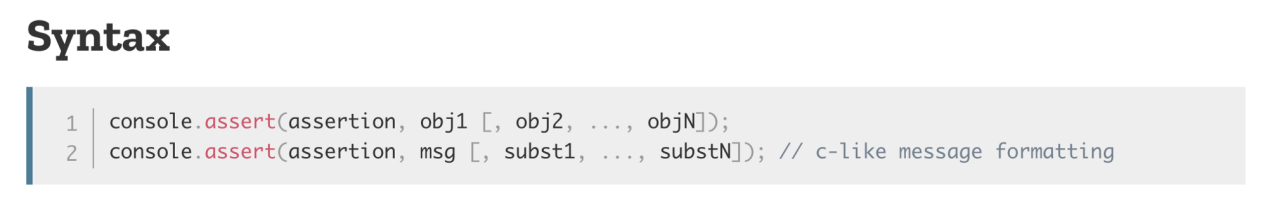 Syntax
1 console.assert(assertion, obj1 [, obj2, ..., objN]);
2 console.assert(assertion, msg [, subst1, ..., substN]); // c-like message formatting